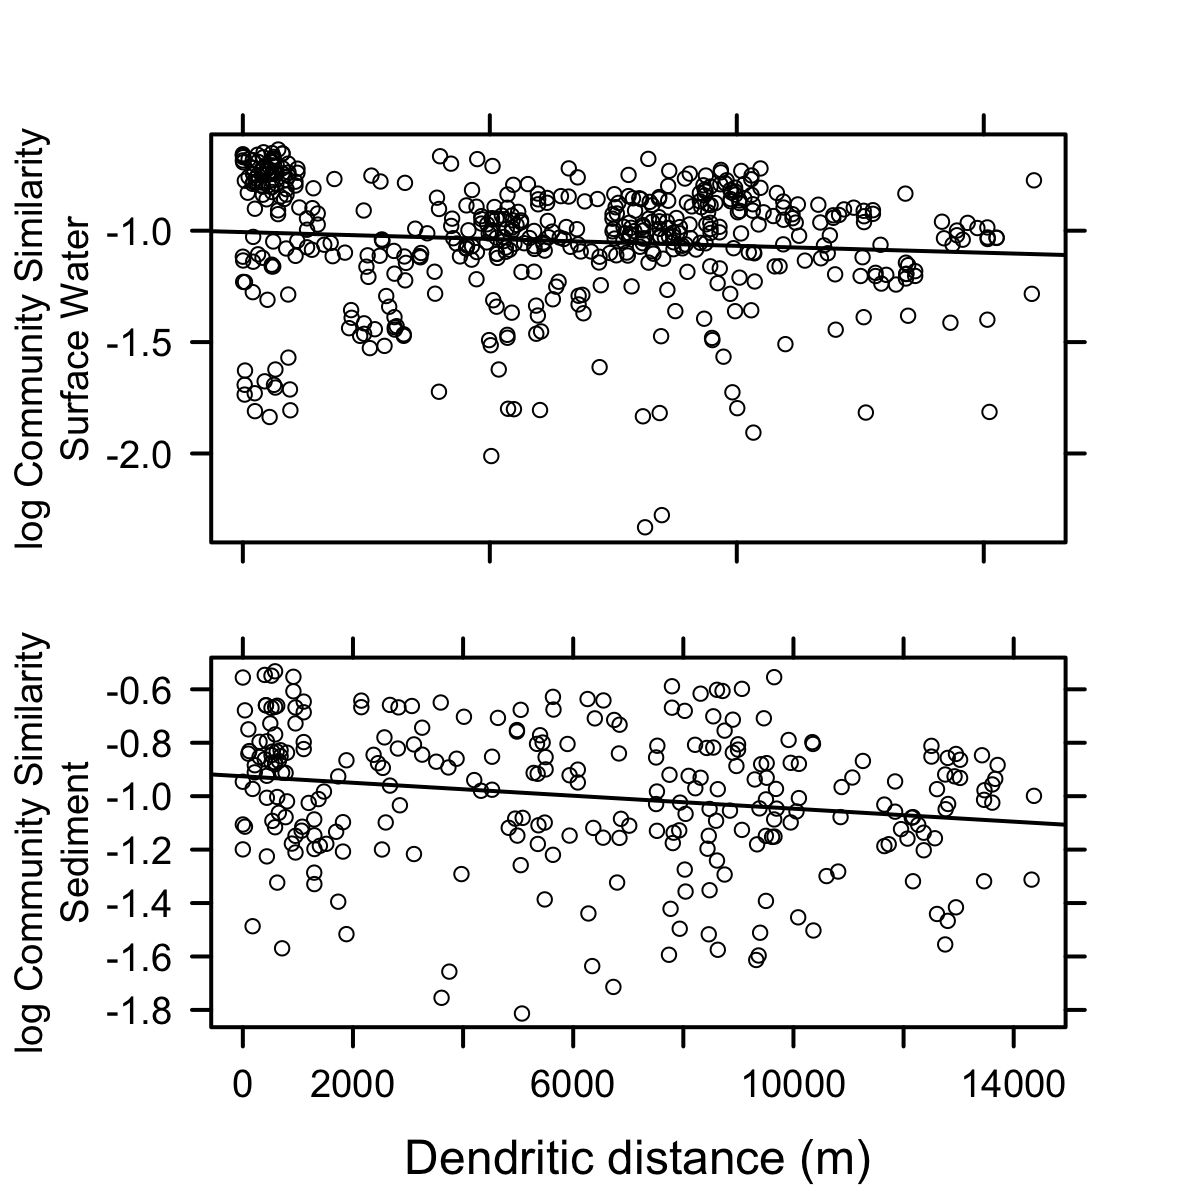 log Community Similarity
Surface Water
-1.0
-1.5
-2.0
log Community Similarity
Sediment
-0.6
-0.8
-1.0
-1.2
-1.4
-1.6
-1.8
0 2000 6000 10000 14000
Dendritic distance (m)